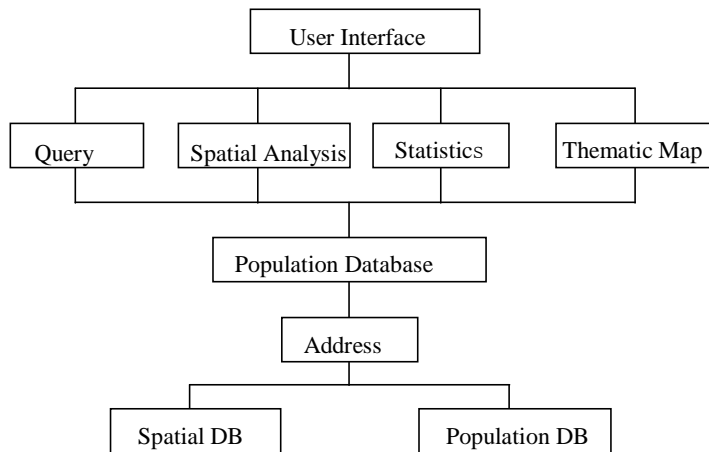 User Interface
Query
Spatial Analysis
Statistics
Thematic Map
Population Database
Address
Spatial DB
Population DB